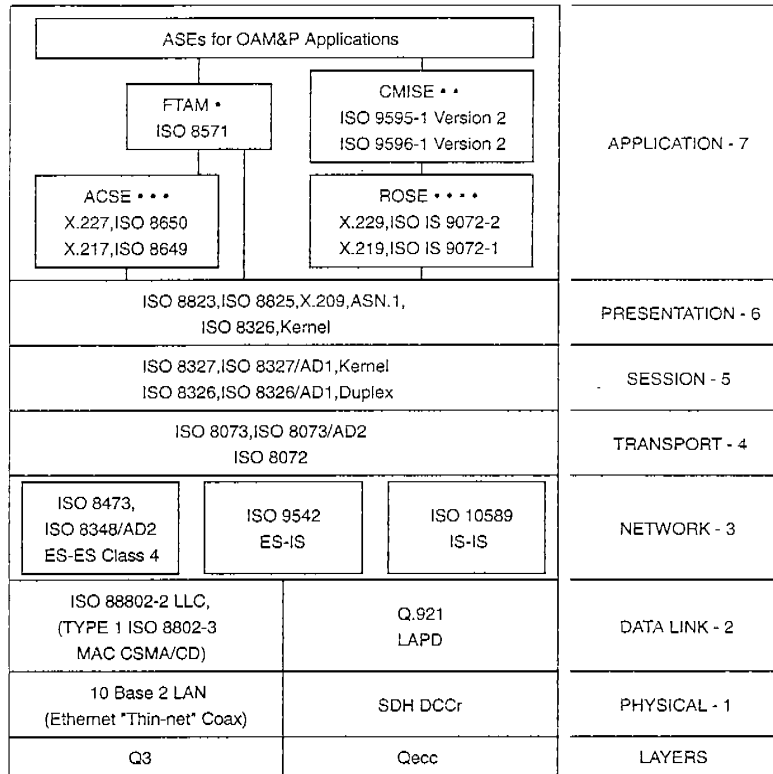 ASEs for OAM&P Applications
FTAM •
ISO 8571
CMISE • •
ISO 9595-1 Version 2
ISO 9596-1 Version 2
APPLICATION - 7
ACSE • • •
X.227,ISO 8650
X.217,ISO 8649
ROSE • • • •
X.229,ISO IS 9072-2
X.219,ISO IS 9072-1
ISO 8823,ISO 8825,X.209,ASN.1,
ISO 8326,Kernel
PRESENTATION - 6
ISO 8327,ISO 8327/AD1,Kernel
ISO 8326,ISO 8326/AD1,Duplex
SESSION - 5
ISO 8073,ISO 8073/AD2
ISO 8072
TRANSPORT - 4
ISO 8473,
ISO 8348/AD2
ES-ES Class 4
ISO 9542
ES-IS
ISO 10589
IS-IS
NETWORK - 3
ISO 88802-2 LLC,
(TYPE 1 ISO 8802-3
MAC CSMA/CD)
Q.921
LAPD
DATA LINK - 2
10 Base 2 LAN
(Ethernet "Thin-net" Coax)
SDH DCCr
PHYSICAL - 1
Q3
Qecc
LAYERS